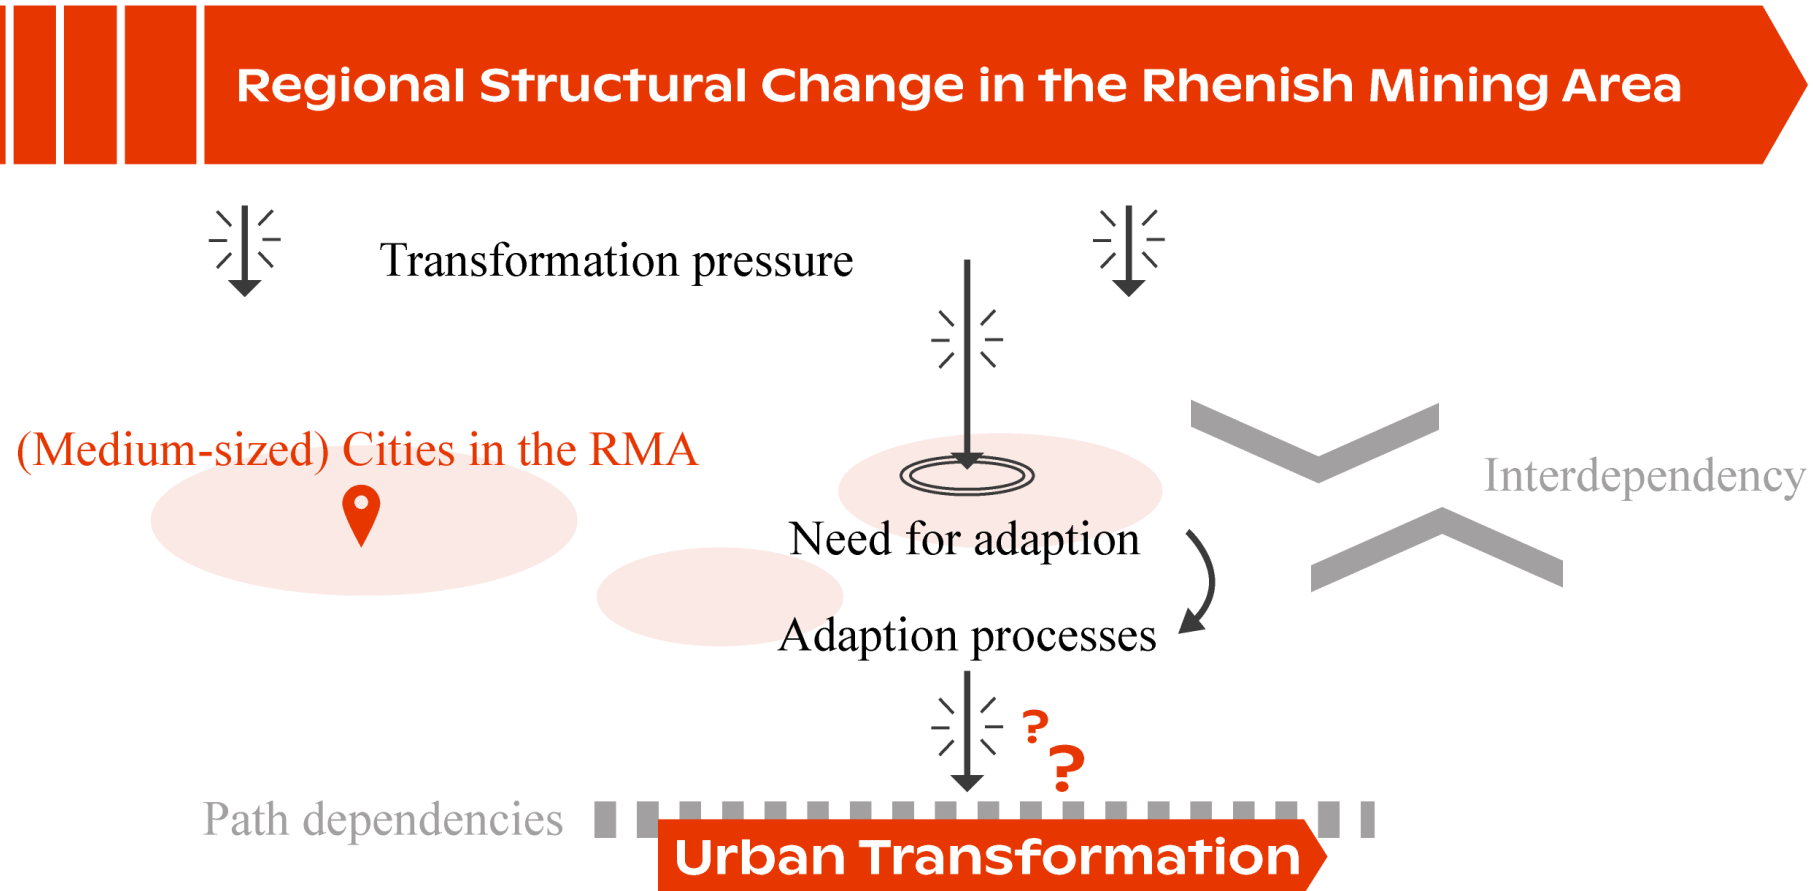 Regional Structural Change in the Rhenish Mining Area
Transformation pressure
(Medium-sized) Cities in the RMA
Interdependency
Need for adaption
Adaption processes
?
?
Path dependencies
Urban Transformation